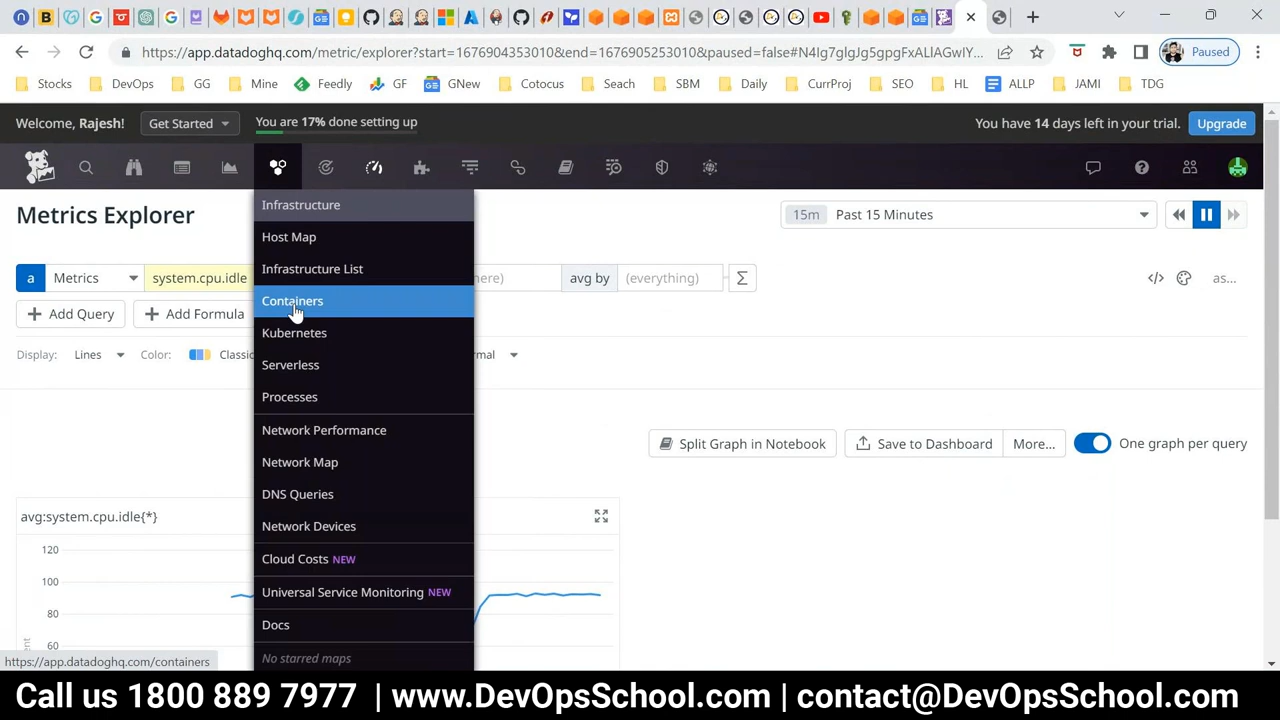 https://app.datadoghq.com/metric/explorer?start=1676904353010&end=1676905253010&paused=false#N4Ig7glgJg5gpgFxALlAGwIY...
Paused
Stocks DevOps GG Mine Feedly GF GNew Cotocus Seach SBM Daily CurrProj SEO HL ALLP JAMI TDG
Welcome, Rajesh! Get Started You are 17% done setting up You have 14 days left in your trial. Upgrade
Infrastructure
Metrics Explorer
15m Past 15 Minutes
Host Map
Infrastructure List
a Metrics system.cpu.idle here) avg by (everything) Σ </> as...
Containers
+ Add Query + Add Formula
Kubernetes
Display: Lines Color: Classic mal
Serverless
Processes
Network Performance
Split Graph in Notebook Save to Dashboard More... One graph per query
Network Map
DNS Queries
avg:system.cpu.idle{*}
Network Devices
120
Cloud Costs NEW
100
Universal Service Monitoring NEW
80
Docs
60
No starred maps
https://app.datadoghq.com/containers
Call us 1800 889 7977 | www.DevOpsSchool.com | contact@DevOpsSchool.com